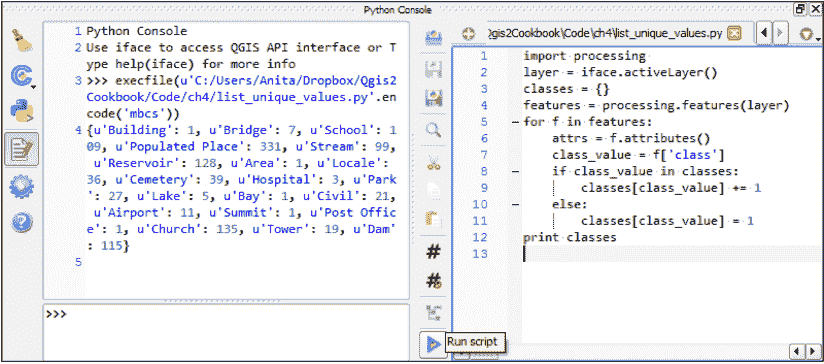 Python Console
1 Python Console
2 Use iface to access QGIS API interface or T
ype help(iface) for more info
3 >>> execfile(u'C:/Users/Anita/Dropbox/Qgis2
Cookbook/Code/ch4/list_unique_values.py'.en
code('mbcs'))
4 {u'Building': 1, u'Bridge': 7, u'School': 1
09, u'Populated Place': 331, u'Stream': 99,
u'Reservoir': 128, u'Area': 1, u'Locale':
36, u'Cemetery': 39, u'Hospital': 3, u'Park
': 27, u'Lake': 5, u'Bay': 1, u'Civil': 21,
u'Airport': 11, u'Summit': 1, u'Post Offic
e': 1, u'Church': 135, u'Tower': 19, u'Dam'
: 115}
5
>>>
Qgis2Cookbook\Code\ch4\list_unique_values.py
1 import processing
2 layer = iface.activeLayer()
3 classes = {}
4 features = processing.features(layer)
5 for f in features:
6 attrs = f.attributes()
7 class_value = f['class']
8 if class_value in classes:
9 classes[class_value] += 1
10 else:
11 classes[class_value] = 1
12 print classes
13
Run script